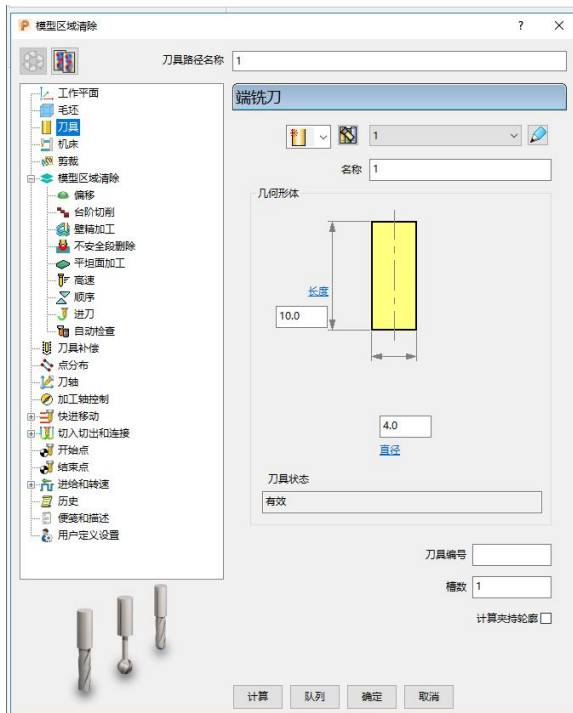 模型区域清除
?
刀具路径名称 1
工作平面
毛坯
刀具
机床
剪裁
模型区域清除
偏移
台阶切削
壁精加工
不安全段删除
平坦面加工
高速
顺序
进刀
自动检查
刀具补偿
点分布
刀轴
加工轴控制
快进移动
切入切出和连接
开始点
结束点
进给和转速
历史
便笺和描述
用户定义设置
端铣刀
1
名称 1
几何形体
长度
10.0
4.0
直径
刀具状态
有效
刀具编号
槽数 1
计算夹持轮廓
计算 队列 确定 取消